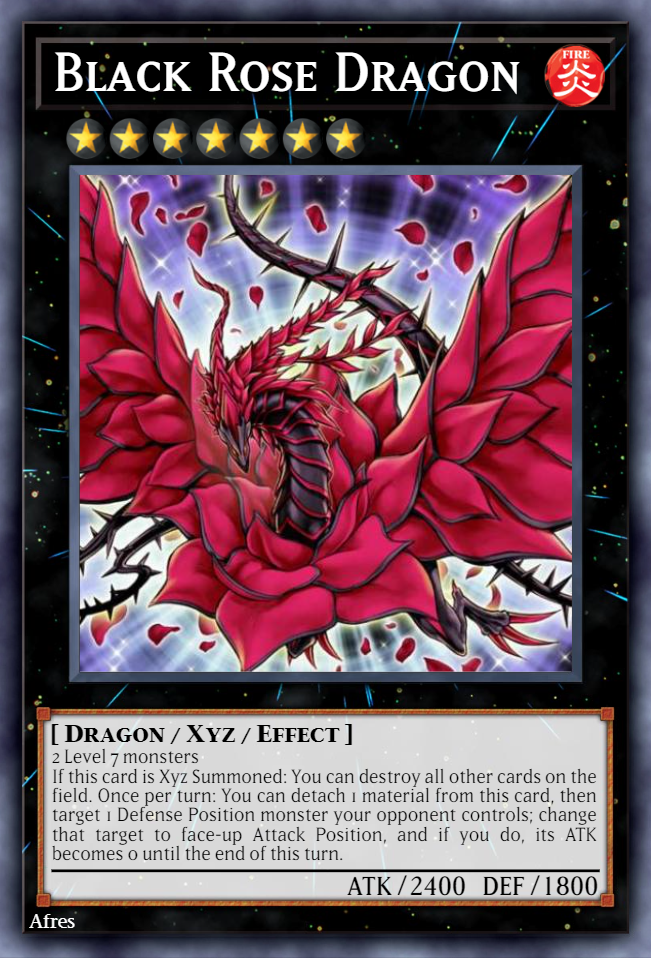 Black Rose Dragon
FIRE
炎
[ Dragon / Xyz / Effect ]
2 Level 7 monsters
If this card is Xyz Summoned: You can destroy all other cards on the
field. Once per turn: You can detach 1 material from this card, then
target 1 Defense Position monster your opponent controls; change
that target to face-up Attack Position, and if you do, its ATK
becomes 0 until the end of this turn.
ATK / 2400 DEF / 1800
Afres